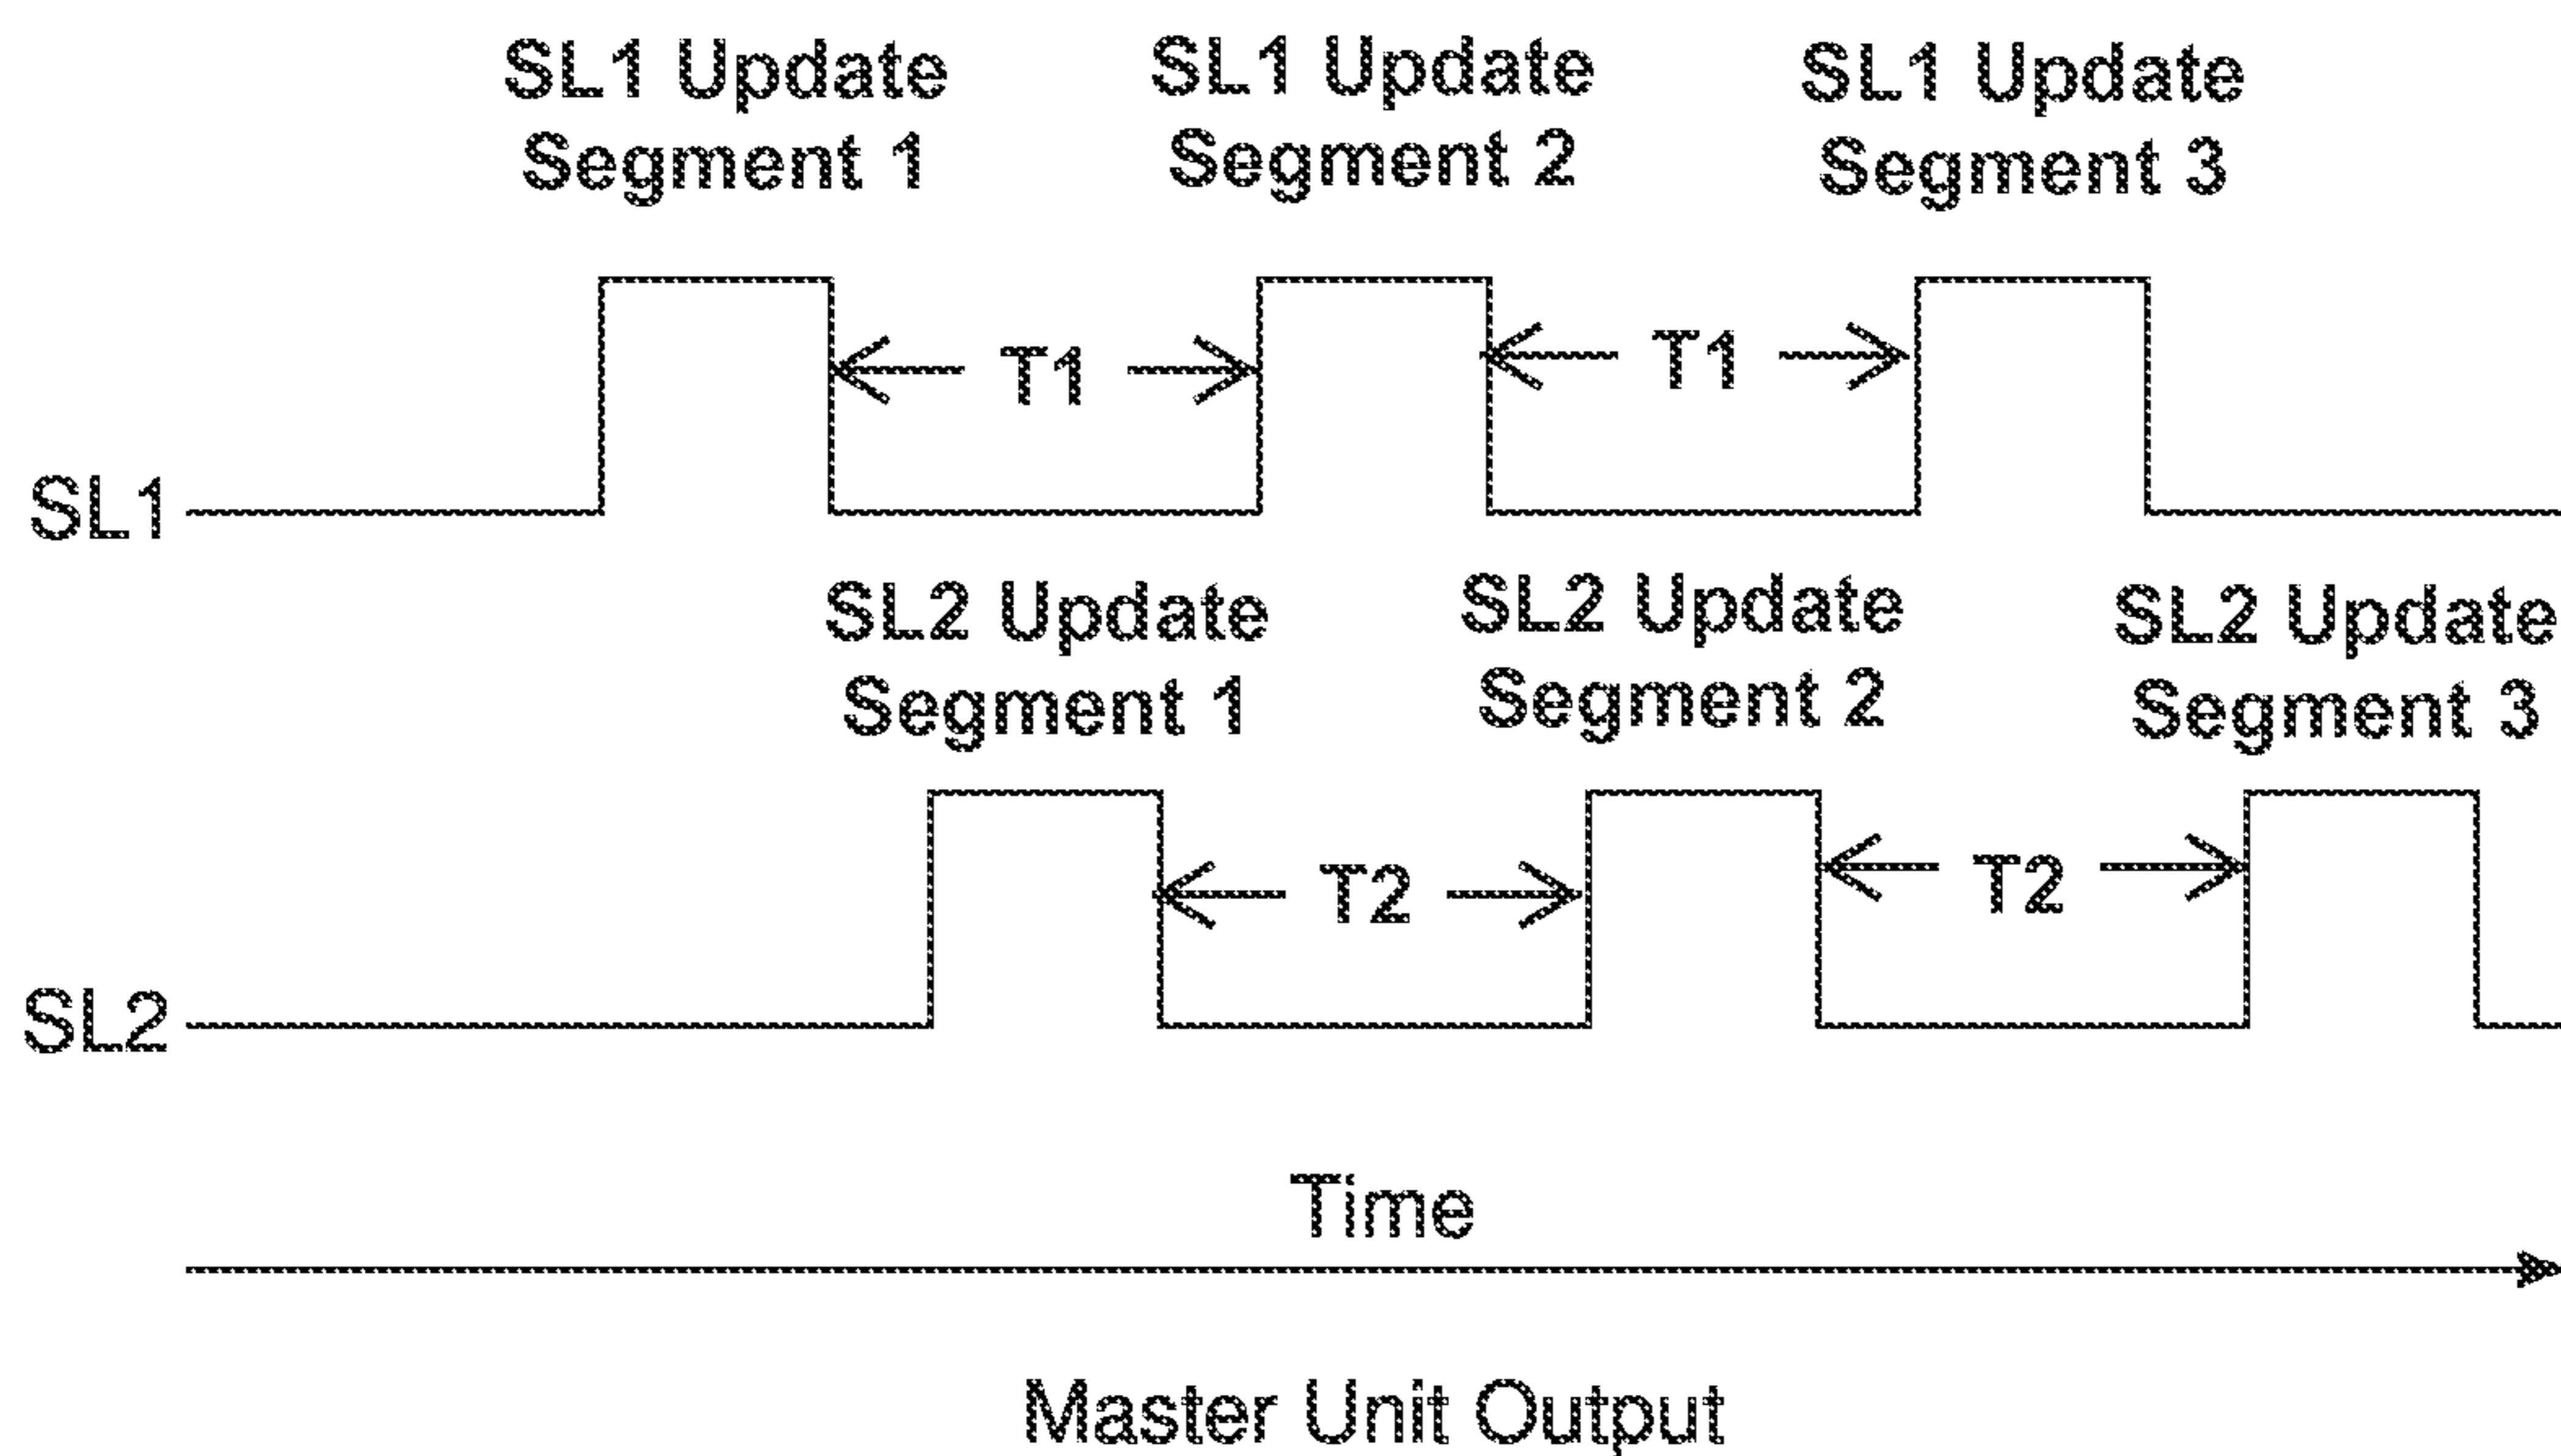 SL1 Update
Segment 1
SL1 Update
Segment 2
SL1 Update
Segment 3
T1
T1
SL1
SL2 Update
Segment 1
SL2 Update
Segment 2
SL2 Update
Segment 3
T2
T2
SL2
Time
Master Unit Output